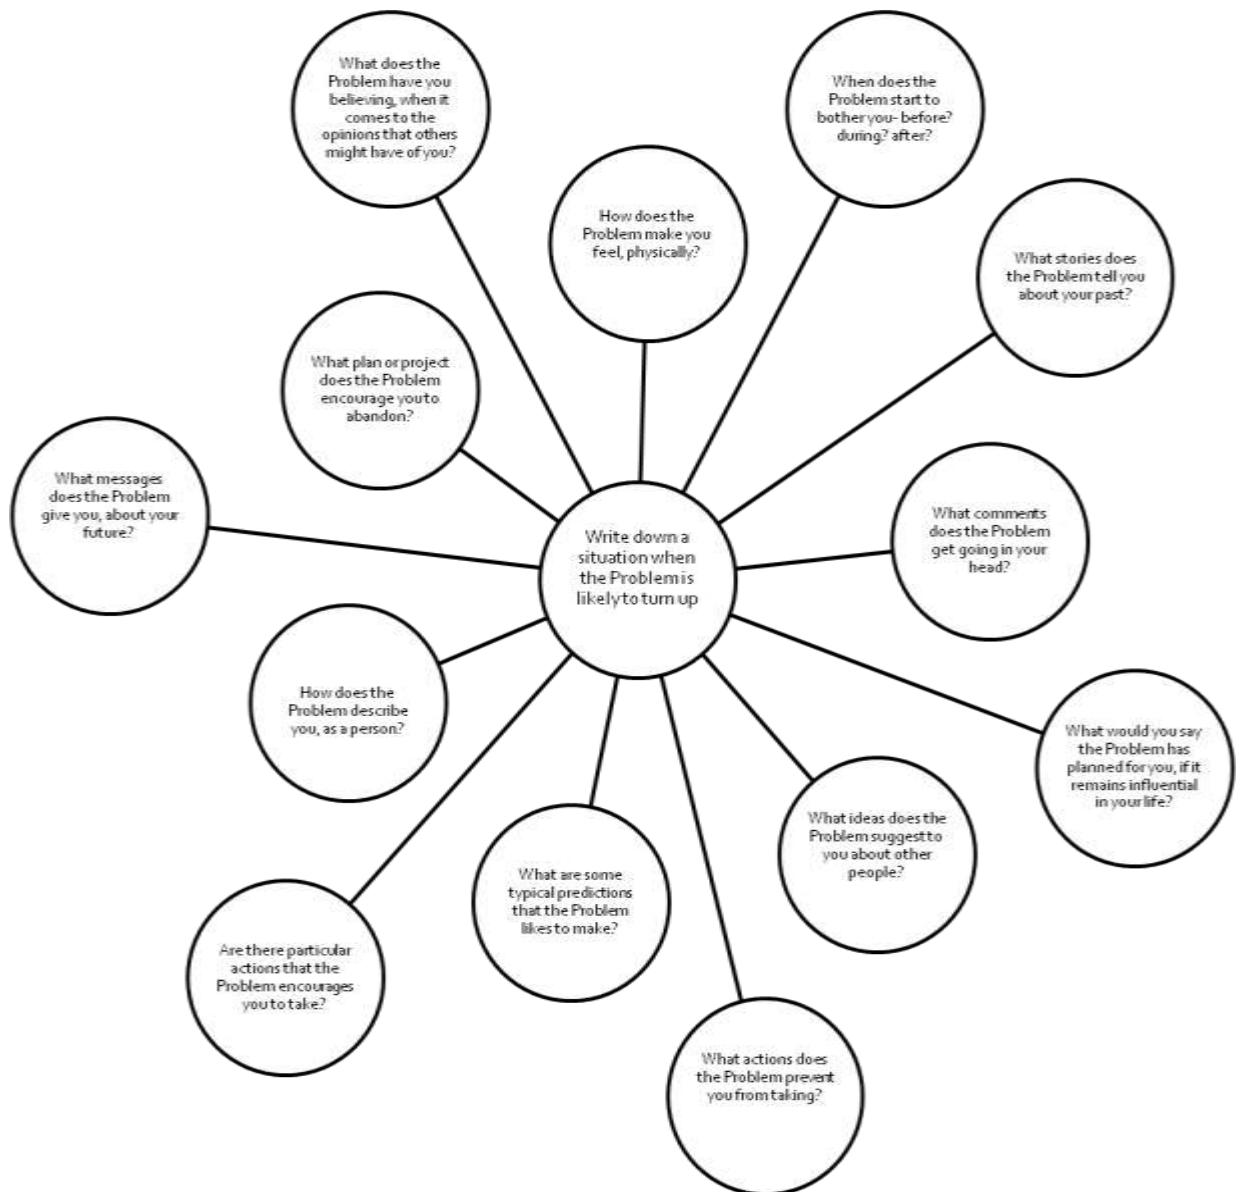 What does the
Problem have you
believing, when it
comes to the
opinions that others
might have of you?
When does the
Problem start to
bother you- before?
during? after?
How does the
Problem make you
feel, physically?
What stories does
the Problem tell you
about your past?
What plan or project
does the Problem
encourage you to
abandon?
What messages
does the Problem
give you, about your
future?
What comments
does the Problem
get going in your
head?
Write down a
situation when
the Problem is
likely to turn up
How does the
Problem describe
you, as a person?
What would you say
the Problem has
planned for you, if it
remains influential
in your life?
What ideas does the
Problem suggest to
you about other
people?
What are some
typical predictions
that the Problem
likes to make?
Are there particular
actions that the
Problem encourages
you to take?
What actions does
the Problem prevent
you from taking?